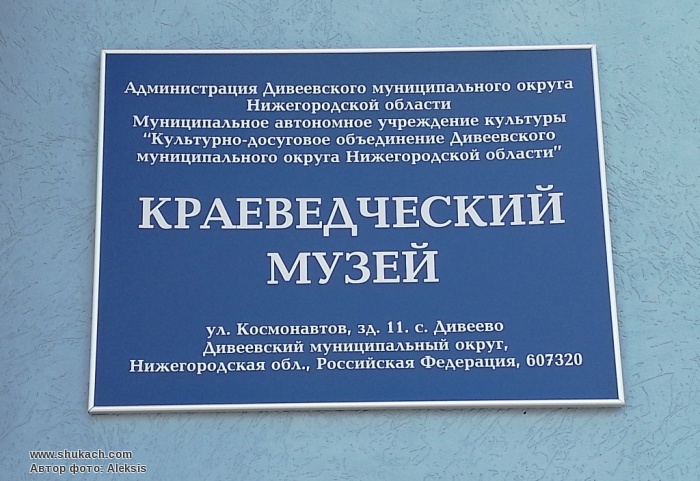 Администрация Дивеевского муниципального округа
Нижегородской области
Муниципальное автономное учреждение культуры
“Культурно-досуговое объединение Дивеевского
муниципального округа Нижегородской области”
КРАЕВЕДЧЕСКИЙ
МУЗЕЙ
ул. Космонавтов, зд. 11. с. Дивеево
Дивеевский муниципальный округ,
Нижегородская обл., Российская Федерация, 607320
www.shukach.com
Автор фото: Aleksis